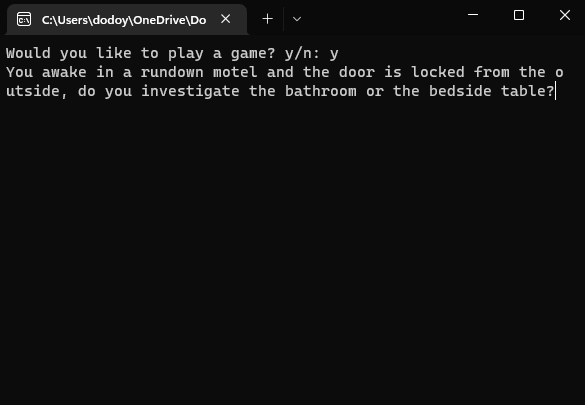 C:\Users\dodoy\OneDrive\Do
Would you like to play a game? y/n: y
You awake in a rundown motel and the door is locked from the o
utside, do you investigate the bathroom or the bedside table?